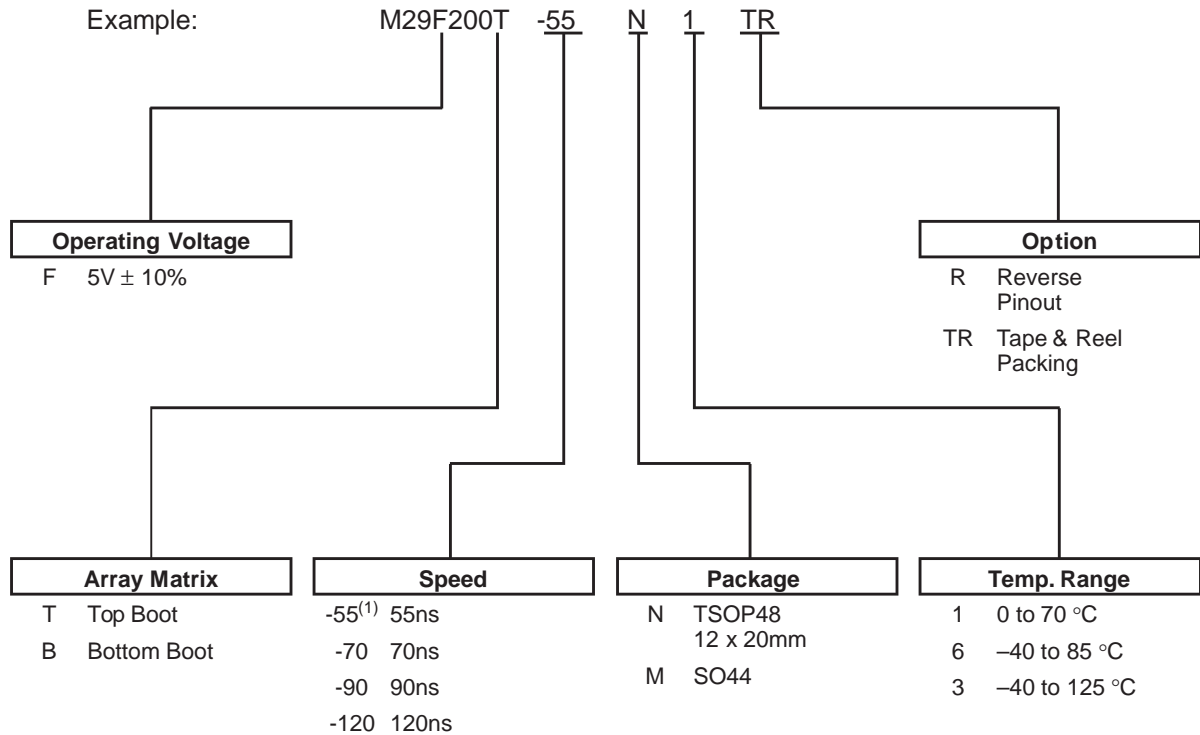 Example: M29F200T -55 N 1 TR
Operating Voltage
F 5V ± 10%
Option
R Reverse
Pinout
TR Tape & Reel
Packing
Array Matrix
T Top Boot
B Bottom Boot
Speed
-55(1) 55ns
-70 70ns
-90 90ns
-120 120ns
Package
N TSOP48
12 x 20mm
M SO44
Temp. Range
1 0 to 70 °C
6 –40 to 85 °C
3 –40 to 125 °C